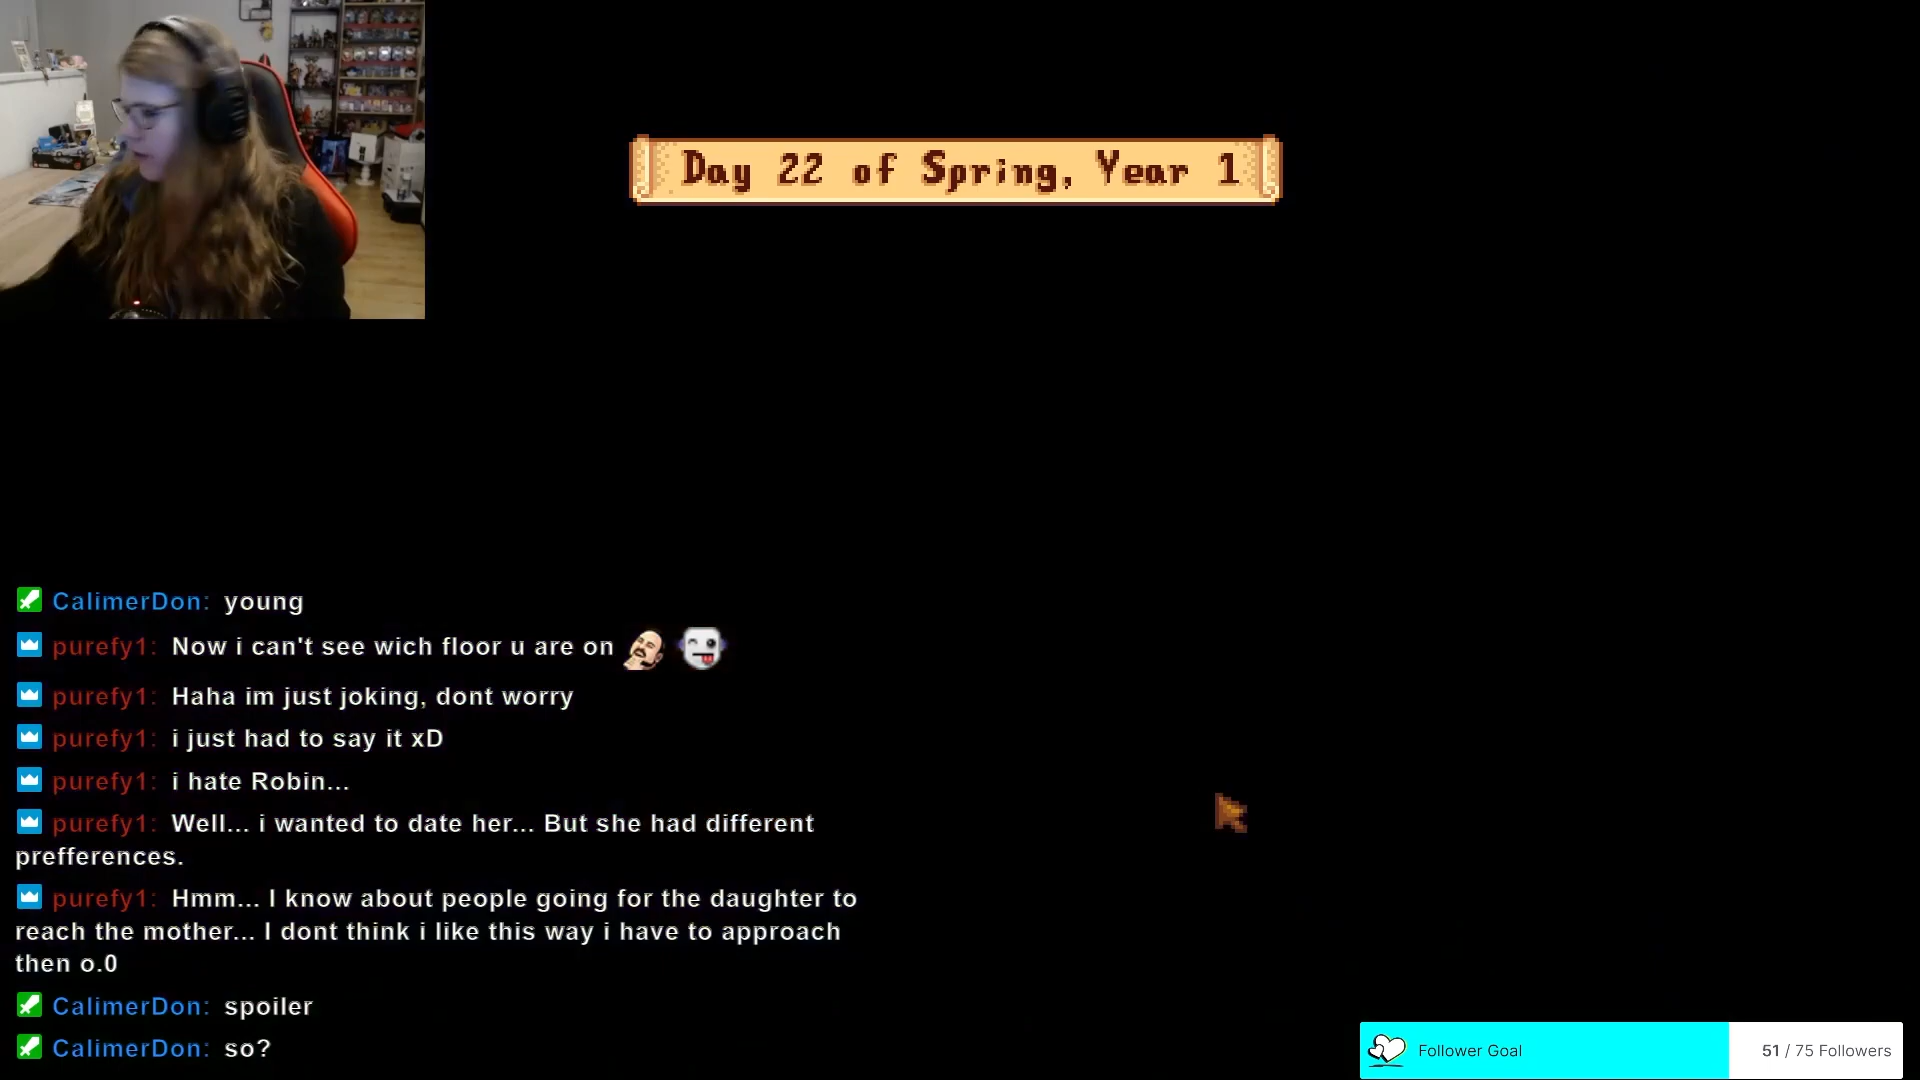 Day 22 of Spring, Year 1
CalimerDon: young
purefy1: Now i can't see wich floor u are on
purefy1: Haha im just joking, dont worry
purefy1: i just had to say it xD
purefy1: i hate Robin...
purefy1: Well... i wanted to date her... But she had different
prefferences.
purefy1: Hmm... I know about people going for the daughter to
reach the mother... I dont think i like this way i have to approach
then o.0
CalimerDon: spoiler
CalimerDon: so?
Follower Goal
51 / 75 Followers